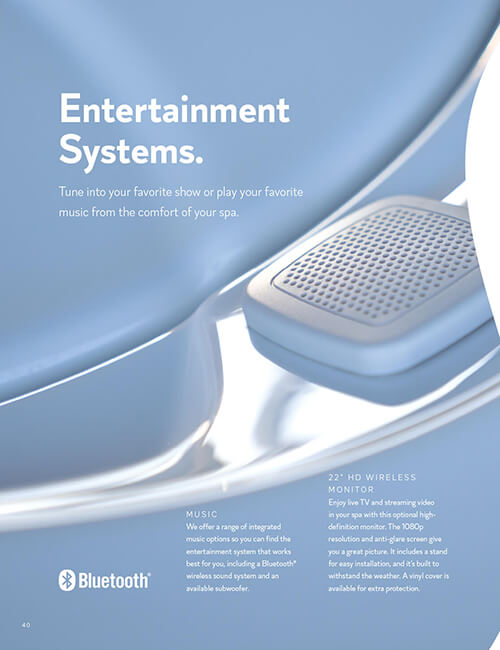 Entertainment
Systems.
Tune into your favorite show or play your favorite
music from the comfort of your spa.
MUSIC
We offer a range of integrated
music options so you can find the
entertainment system that works
best for you, including a Bluetooth®
wireless sound system and an
available subwoofer.
22" HD WIRELESS
MONITOR
Enjoy live TV and streaming video
in your spa with this optional high-
definition monitor. The 1080p
resolution and anti-glare screen give
you a great picture. It includes a stand
for easy installation, and it's built to
withstand the weather. A vinyl cover is
available for extra protection.
Bluetooth®
40